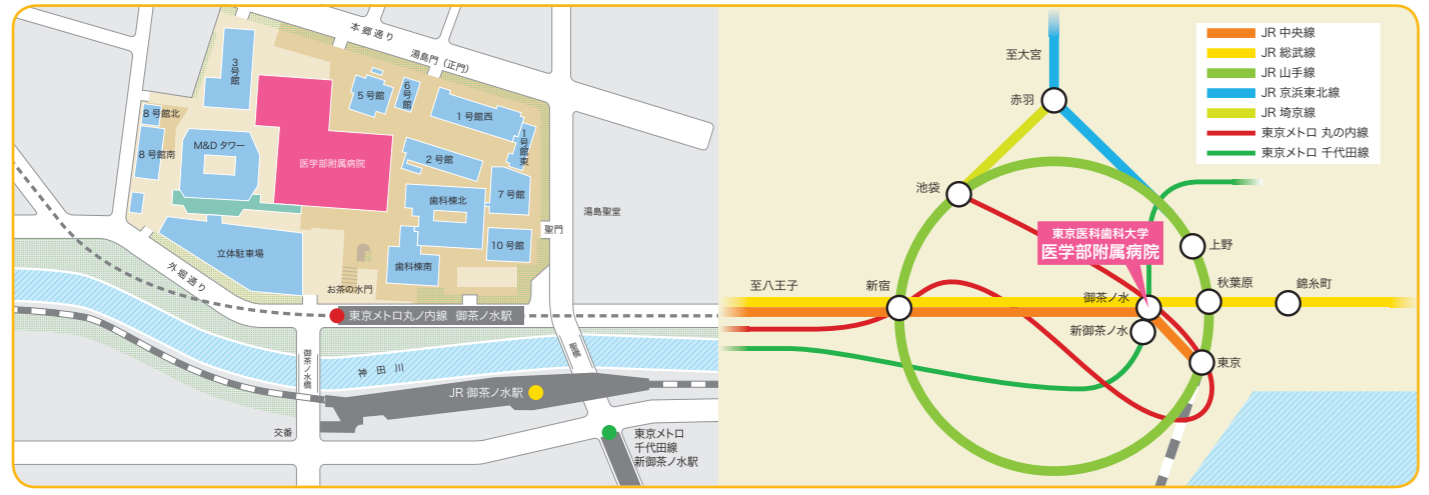 本郷通り
湯島門（正門）
3号館
5号館
6号館
1号館西
1号館東
8号館北
8号館南
M&Dタワー
医学部附属病院
2号館
7号館
歯科棟北
10号館
歯科棟南
立体駐車場
湯島聖堂
聖門
外堀通り
お茶の水門
東京メトロ丸ノ内線 御茶ノ水駅
御茶ノ水橋
神田川
JR御茶ノ水駅
交番
東京メトロ
千代田線
新御茶ノ水駅
至大宮
赤羽
池袋
東京医科歯科大学
医学部附属病院
上野
至八王子
新宿
御茶ノ水
秋葉原
錦糸町
新御茶ノ水
東京
JR 中央線
JR 総武線
JR 山手線
JR 京浜東北線
JR 埼京線
東京メトロ 丸の内線
東京メトロ 千代田線